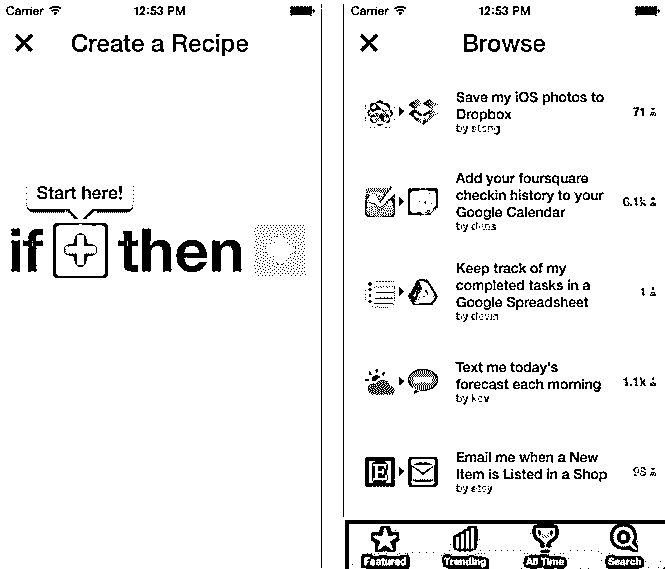 Carrier 12:53 PM
Create a Recipe
Start here!
if then
Carrier 12:53 PM
Browse
Save my iOS photos to
Dropbox
by stong
71
Add your foursquare
checkin history to your
Google Calendar
by dens
6.1k
Keep track of my
completed tasks in a
Google Spreadsheet
by devin
1
Text me today's
forecast each morning
by kev
1.1k
E
Email me when a New
Item is Listed in a Shop
by etsy
98
Featured Trending All Time Search